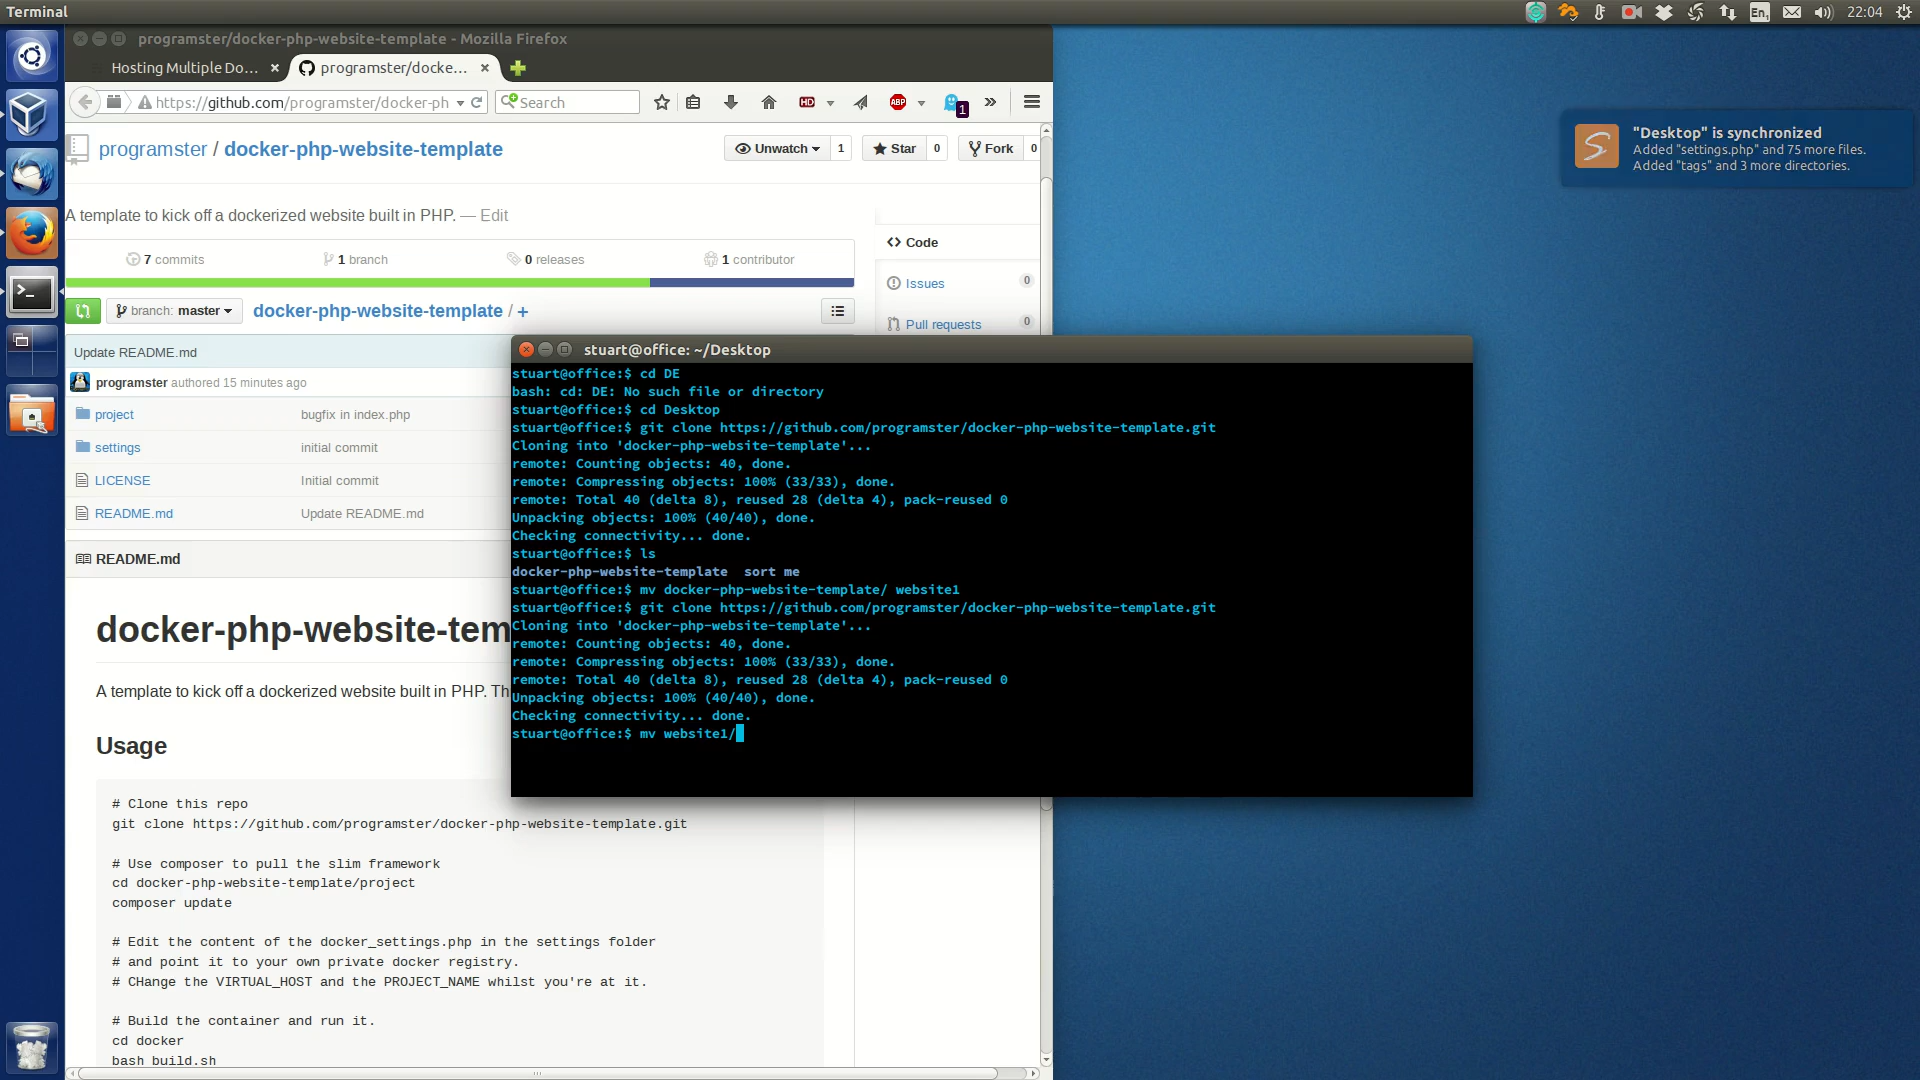 Terminal
En1
22:04
programster/docker-php-website-template - Mozilla Firefox
Hosting Multiple Do...
programster/docke...
https://github.com/programster/docker-ph
Search
HD
ABP
1
programster / docker-php-website-template
Unwatch 1
Star 0
Fork 0
A template to kick off a dockerized website built in PHP. — Edit
7 commits
1 branch
0 releases
1 contributor
Code
Issues 0
Pull requests 0
branch: master
docker-php-website-template / +
Update README.md
programster authored 15 minutes ago
project bugfix in index.php
settings initial commit
LICENSE Initial commit
README.md Update README.md
README.md
docker-php-website-tem
A template to kick off a dockerized website built in PHP. Th
Usage
# Clone this repo
git clone https://github.com/programster/docker-php-website-template.git
# Use composer to pull the slim framework
cd docker-php-website-template/project
composer update
# Edit the content of the docker_settings.php in the settings folder
# and point it to your own private docker registry.
# CHange the VIRTUAL_HOST and the PROJECT_NAME whilst you're at it.
# Build the container and run it.
cd docker
bash build.sh
stuart@office: ~/Desktop
stuart@office:$ cd DE
bash: cd: DE: No such file or directory
stuart@office:$ cd Desktop
stuart@office:$ git clone https://github.com/programster/docker-php-website-template.git
Cloning into 'docker-php-website-template'...
remote: Counting objects: 40, done.
remote: Compressing objects: 100% (33/33), done.
remote: Total 40 (delta 8), reused 28 (delta 4), pack-reused 0
Unpacking objects: 100% (40/40), done.
Checking connectivity... done.
stuart@office:$ ls
docker-php-website-template  sort me
stuart@office:$ mv docker-php-website-template/ website1
stuart@office:$ git clone https://github.com/programster/docker-php-website-template.git
Cloning into 'docker-php-website-template'...
remote: Counting objects: 40, done.
remote: Compressing objects: 100% (33/33), done.
remote: Total 40 (delta 8), reused 28 (delta 4), pack-reused 0
Unpacking objects: 100% (40/40), done.
Checking connectivity... done.
stuart@office:$ mv website1/
"Desktop" is synchronized
Added "settings.php" and 75 more files.
Added "tags" and 3 more directories.